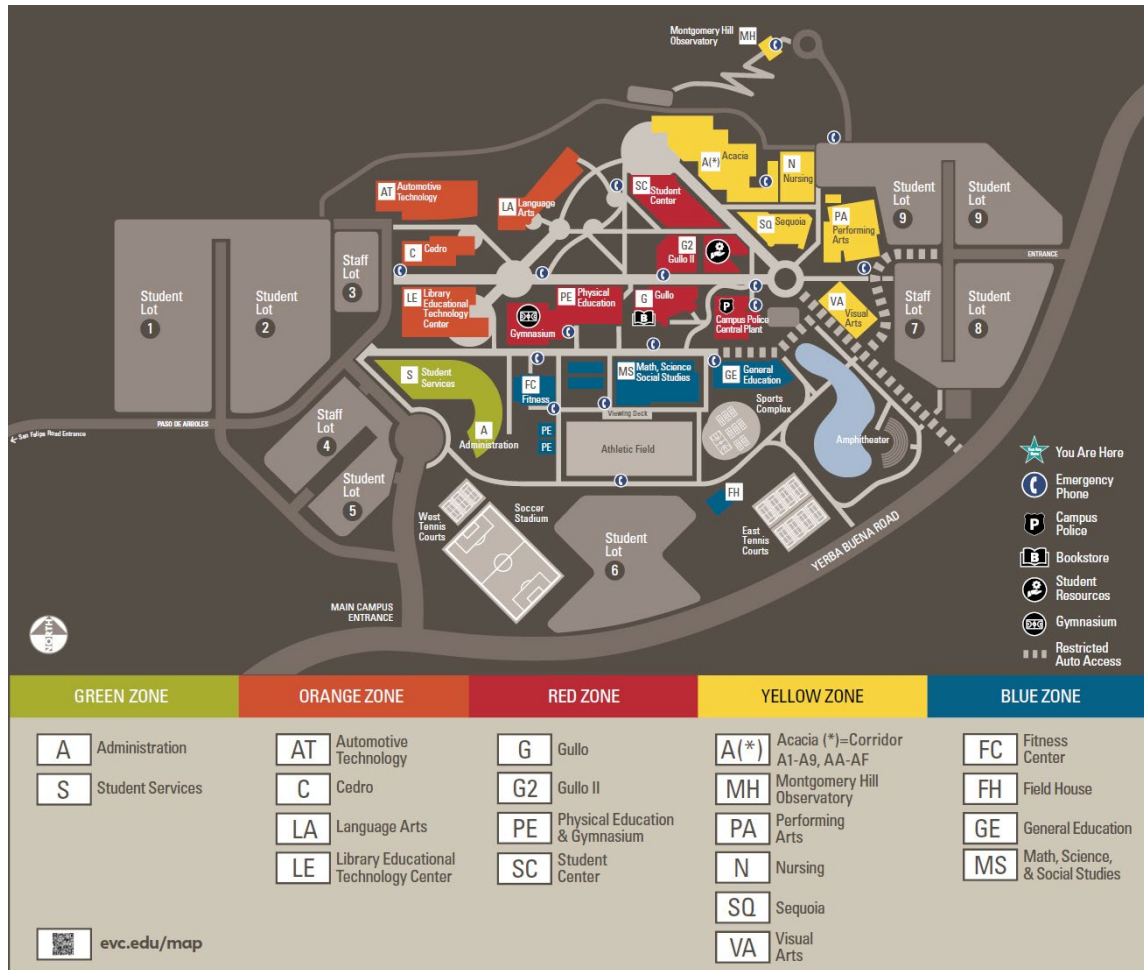 Montgomery Hill
Observatory
MH
A(*)
Acacia
N
Nursing
AT
Automotive
Technology
LA
Language
Arts
SC
Student
Center
SQ
Sequoia
PA
Performing
Arts
Student
Lot
9
Student
Lot
9
ENTRANCE
C
Cedro
G2
Gullo II
Staff
Lot
3
Student
Lot
1
Student
Lot
2
LE
Library
Educational
Technology
Center
Gymnasium
PE
Physical
Education
G
Gullo
B
P
Campus Police
Central Plant
VA
Visual
Arts
Staff
Lot
7
Student
Lot
8
S
Student
Services
FC
Fitness
MS
Math, Science
Social Studies
GE
General
Education
A
Administration
PE
PE
Viewing Deck
Athletic Field
Sports
Complex
Amphitheater
San Felipe Road Entrance
PASO DE ARBOLES
Staff
Lot
4
Student
Lot
5
West
Tennis
Courts
Soccer
Stadium
Student
Lot
6
FH
East
Tennis
Courts
YERBA BUENA ROAD
MAIN CAMPUS
ENTRANCE
NORTH
You Are Here
Emergency
Phone
P
Campus
Police
B
Bookstore
Student
Resources
Gymnasium
Restricted
Auto Access
GREEN ZONE
A
Administration
S
Student Services
ORANGE ZONE
AT
Automotive
Technology
C
Cedro
LA
Language Arts
LE
Library Educational
Technology Center
RED ZONE
G
Gullo
G2
Gullo II
PE
Physical Education
& Gymnasium
SC
Student
Center
YELLOW ZONE
A(*)
Acacia (*)=Corridor
A1-A9, AA-AF
MH
Montgomery Hill
Observatory
PA
Performing
Arts
N
Nursing
SQ
Sequoia
VA
Visual
Arts
BLUE ZONE
FC
Fitness
Center
FH
Field House
GE
General Education
MS
Math, Science,
& Social Studies
evc.edu/map